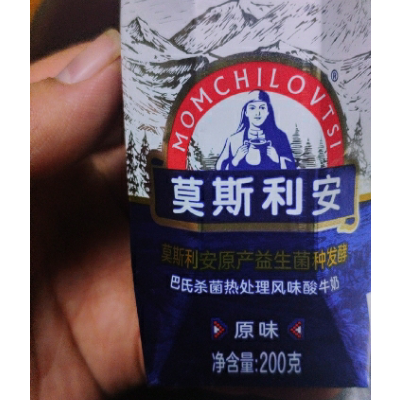 MOMCHILOVTSI
®
莫斯利安
莫斯利安原产益生菌种发酵
巴氏杀菌热处理风味酸牛奶
原味
净含量:200克